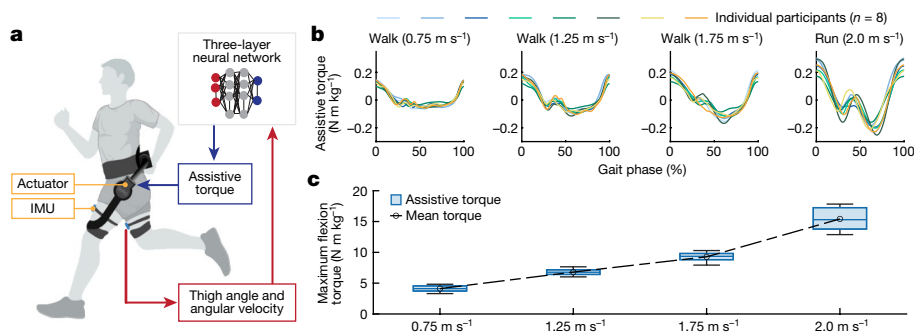 Individual participants (n = 8)
a
Three-layer
neural network
Actuator
IMU
Assistive
torque
Thigh angle and
angular velocity
b
Walk (0.75 m s⁻¹)
Walk (1.25 m s⁻¹)
Walk (1.75 m s⁻¹)
Run (2.0 m s⁻¹)
Assistive torque
(N m kg⁻¹)
0.2
0
−0.2
0 50 100
0 50 100
0 50 100
0 50 100
Gait phase (%)
c
Maximum flexion
torque (N m kg⁻¹)
20
15
10
5
0
Assistive torque
Mean torque
0.75 m s⁻¹
1.25 m s⁻¹
1.75 m s⁻¹
2.0 m s⁻¹